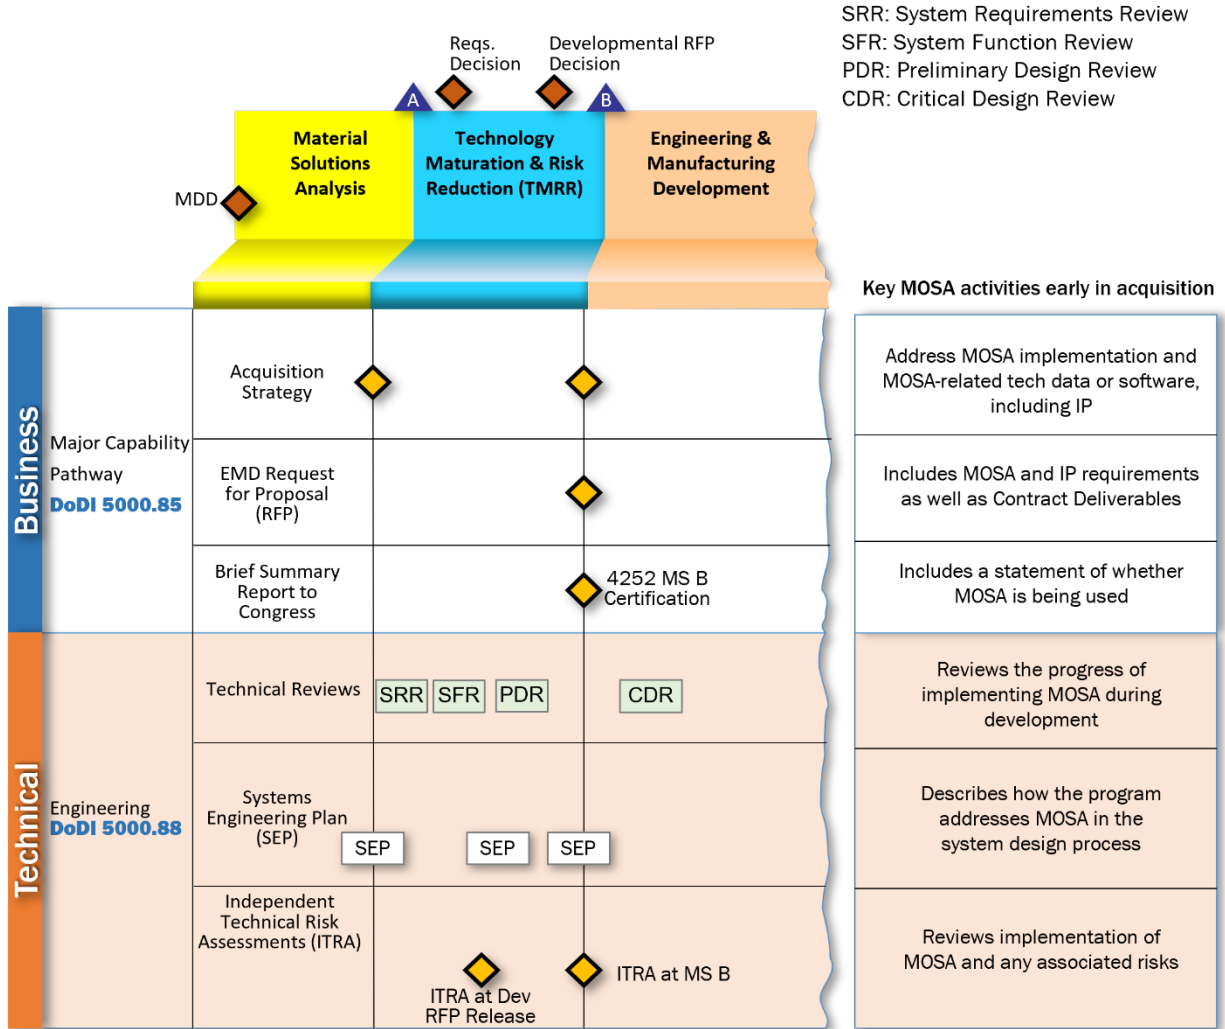 SRR: System Requirements Review
SFR: System Function Review
PDR: Preliminary Design Review
CDR: Critical Design Review
Reqs.
Decision
Developmental RFP
Decision
A
B
MDD
Material
Solutions
Analysis
Technology
Maturation & Risk
Reduction (TMRR)
Engineering &
Manufacturing
Development
Key MOSA activities early in acquisition
Business
Major Capability
Pathway
DoDI 5000.85
Acquisition
Strategy
Address MOSA implementation and
MOSA-related tech data or software,
including IP
EMD Request
for Proposal
(RFP)
Includes MOSA and IP requirements
as well as Contract Deliverables
Brief Summary
Report to
Congress
4252 MS B
Certification
Includes a statement of whether
MOSA is being used
Technical
Engineering
DoDI 5000.88
Technical Reviews
SRR
SFR
PDR
CDR
Reviews the progress of
implementing MOSA during
development
Systems
Engineering Plan
(SEP)
SEP
SEP
SEP
Describes how the program
addresses MOSA in the
system design process
Independent
Technical Risk
Assessments (ITRA)
ITRA at Dev
RFP Release
ITRA at MS B
Reviews implementation of
MOSA and any associated risks